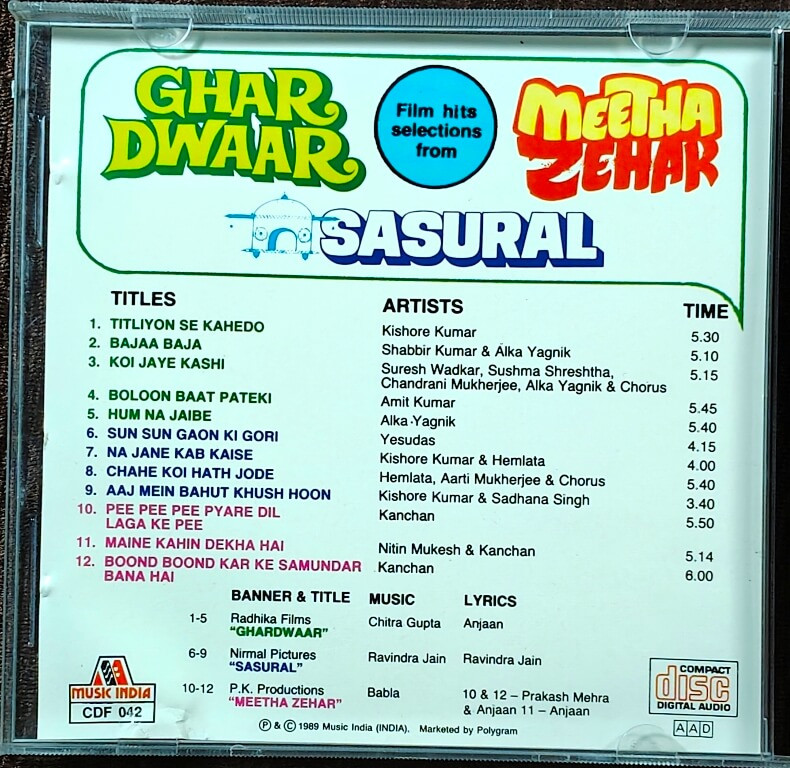 GHAR DWAAR
Film hits selections from
MEETHA ZEHAR
SASURAL
TITLES ARTISTS TIME
1. TITLIYON SE KAHEDO Kishore Kumar 5.30
2. BAJAA BAJA Shabbir Kumar & Alka Yagnik 5.10
3. KOI JAYE KASHI Suresh Wadkar, Sushma Shreshtha, 5.15
Chandrani Mukherjee, Alka Yagnik & Chorus
4. BOLOON BAAT PATEKI Amit Kumar 5.45
5. HUM NA JAIBE Alka Yagnik 5.40
6. SUN SUN GAON KI GORI Yesudas 4.15
7. NA JANE KAB KAISE Kishore Kumar & Hemlata 4.00
8. CHAHE KOI HATH JODE Hemlata, Aarti Mukherjee & Chorus 5.40
9. AAJ MEIN BAHUT KHUSH HOON Kishore Kumar & Sadhana Singh 3.40
10. PEE PEE PEE PYARE DIL Kanchan 5.50
LAGA KE PEE
11. MAINE KAHIN DEKHA HAI Nitin Mukesh & Kanchan 5.14
12. BOOND BOOND KAR KE SAMUNDAR Kanchan 6.00
BANA HAI
BANNER & TITLE MUSIC LYRICS
1-5 Radhika Films Chitra Gupta Anjaan
"GHARDWAAR"
6-9 Nirmal Pictures Ravindra Jain Ravindra Jain
"SASURAL"
10-12 P.K. Productions Babla 10 & 12 – Prakash Mehra
"MEETHA ZEHAR" & Anjaan 11 – Anjaan
MUSIC INDIA
CDF 042
℗ & © 1989 Music India (INDIA). Marketed by Polygram
COMPACT
disc
DIGITAL AUDIO
AAD